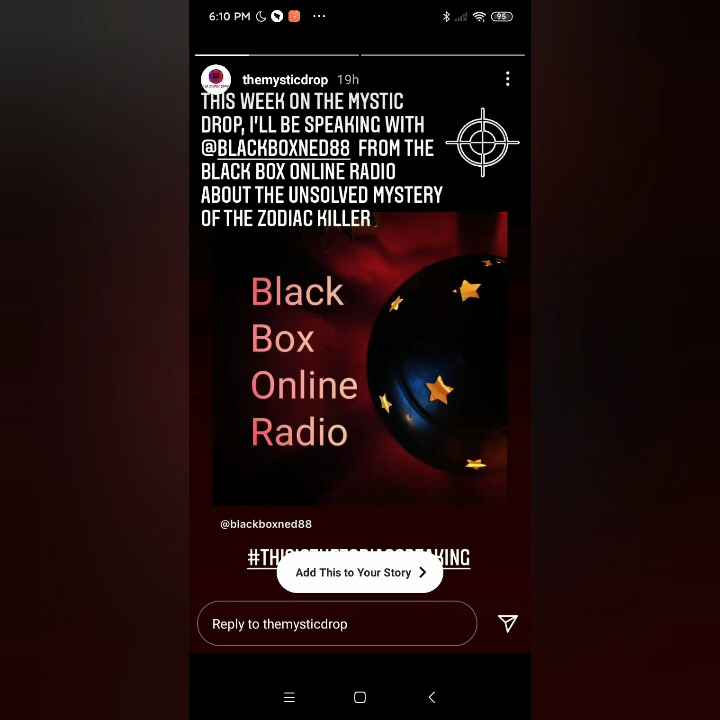 6:10 PM
95
themysticdrop 19h
THIS WEEK ON THE MYSTIC
DROP, I'LL BE SPEAKING WITH
@BLACKBOXNED88 FROM THE
BLACK BOX ONLINE RADIO
ABOUT THE UNSOLVED MYSTERY
OF THE ZODIAC KILLER
Black
Box
Online
Radio
@blackboxned88
Add This to Your Story
Reply to themysticdrop